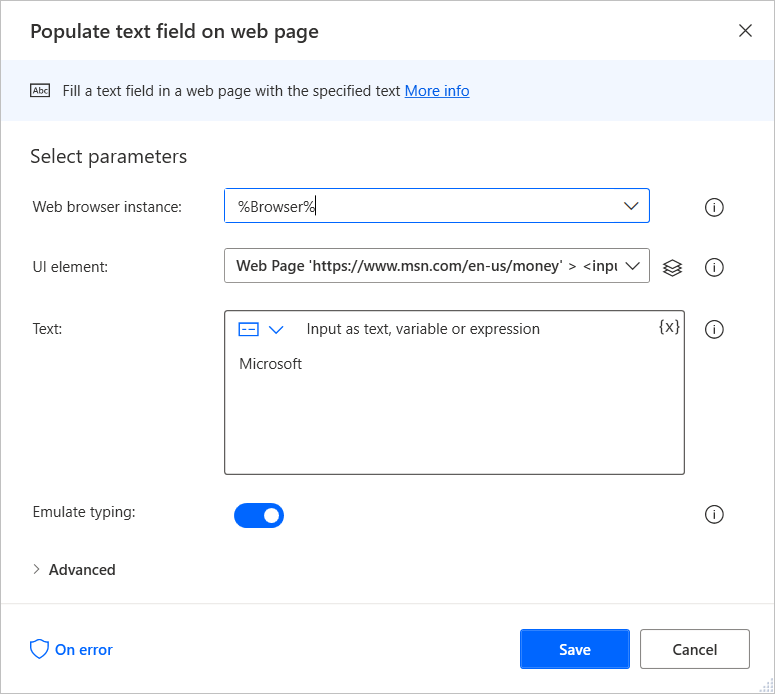 Populate text field on web page
Abc Fill a text field in a web page with the specified text More info
Select parameters
Web browser instance: %Browser%
UI element: Web Page 'https://www.msn.com/en-us/money' > <inpu
Text: Input as text, variable or expression {x}
Microsoft
Emulate typing:
Advanced
On error Save Cancel